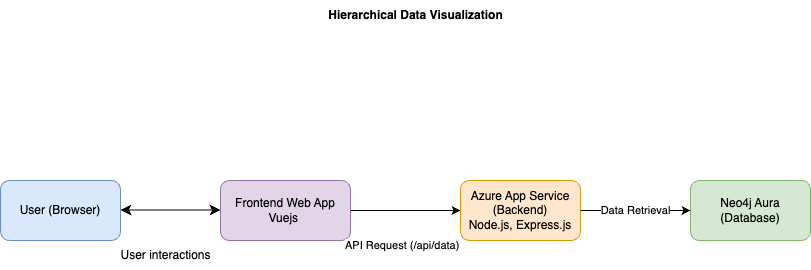 Hierarchical Data Visualization
User (Browser)
User interactions
Frontend Web App
Vuejs
API Request (/api/data)
Azure App Service
(Backend)
Node.js, Express.js
Data Retrieval
Neo4j Aura
(Database)